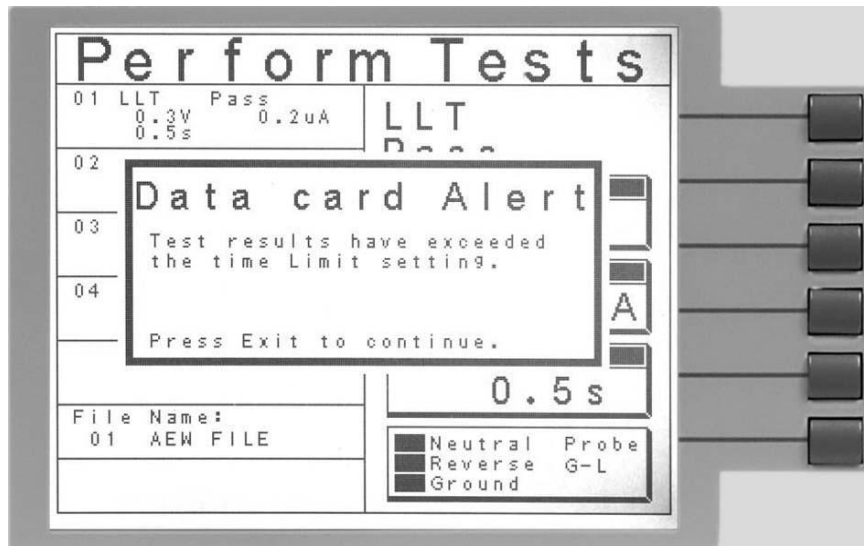 Perform Tests
01 LLT Pass
0.3V 0.2uA
0.5s
02
03
04
File Name:
01 AEW FILE
LLT
Pass
Data card Alert
Test results have exceeded
the time Limit setting.
Press Exit to continue.
A
0.5s
Neutral Probe
Reverse G-L
Ground